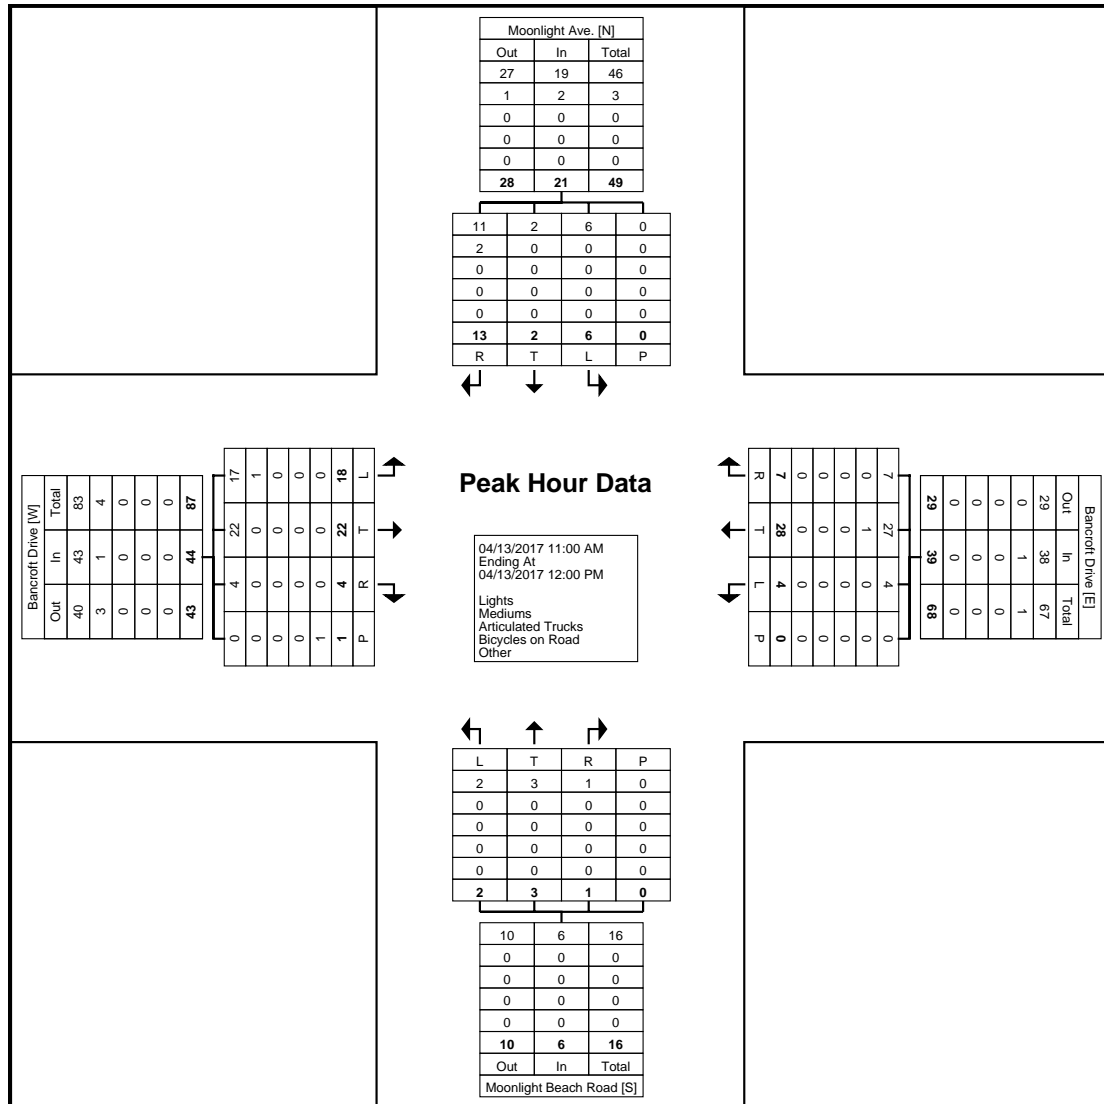 Moonlight Ave. [N]
Out In Total
27 19 46
1 2 3
0 0 0
0 0 0
0 0 0
28 21 49
11 2 6 0
2 0 0 0
0 0 0 0
0 0 0 0
0 0 0 0
13 2 6 0
R T L P
Bancroft Drive [W]
Total 83 4 0 0 0 87
In 43 1 0 0 0 44
Out 40 3 0 0 0 43
17 1 0 0 0 18 L
22 0 0 0 0 22 T
4 0 0 0 0 4 R
0 0 0 0 1 1 P
Peak Hour Data
04/13/2017 11:00 AM
Ending At
04/13/2017 12:00 PM
Lights
Mediums
Articulated Trucks
Bicycles on Road
Other
R 7 0 0 0 0 7
T 28 0 0 0 1 27
L 4 0 0 0 0 4
P 0 0 0 0 0 0
Bancroft Drive [E]
Out In Total
29 38 67
0 1 1
0 0 0
0 0 0
0 0 0
29 39 68
L T R P
2 3 1 0
0 0 0 0
0 0 0 0
0 0 0 0
0 0 0 0
2 3 1 0
10 6 16
0 0 0
0 0 0
0 0 0
0 0 0
10 6 16
Out In Total
Moonlight Beach Road [S]